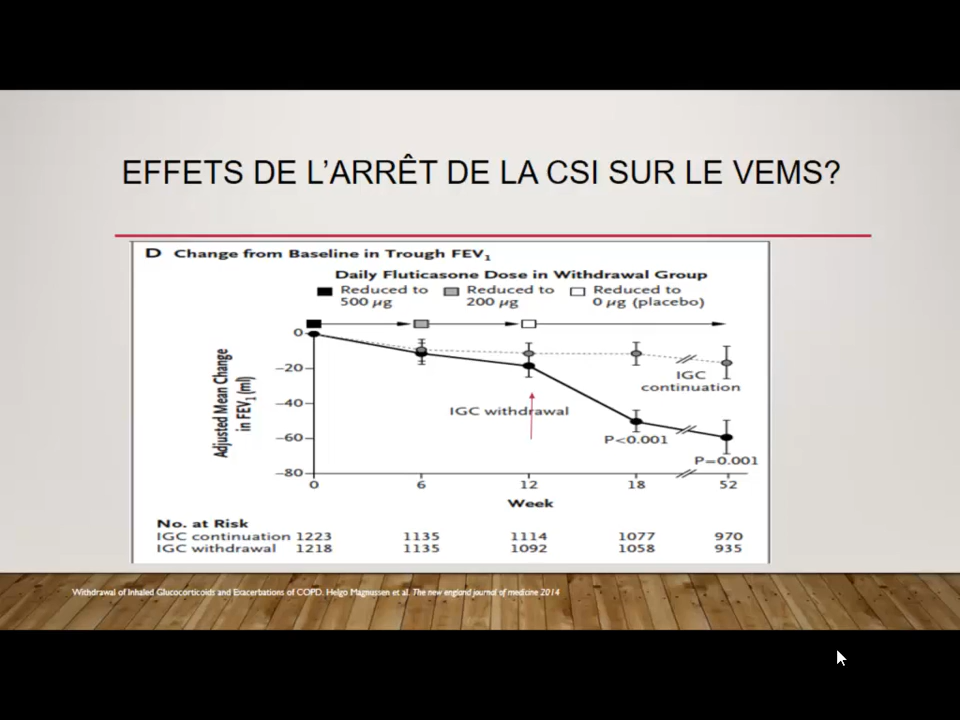 EFFETS DE L’ARRÊT DE LA CSI SUR LE VEMS?
D Change from Baseline in Trough FEV1
Daily Fluticasone Dose in Withdrawal Group
Reduced to 500 µg
Reduced to 200 µg
Reduced to 0 µg (placebo)
Adjusted Mean Change
in FEV1 (ml)
0
−20
−40
−60
−80
IGC continuation
IGC withdrawal
P<0.001
P=0.001
0 6 12 18 52
Week
No. at Risk
IGC continuation 1223 1135 1114 1077 970
IGC withdrawal 1218 1135 1092 1058 935
Withdrawal of Inhaled Glucocorticoids and Exacerbations of COPD. Helgo Magnussen et al. The new england journal of medicine 2014